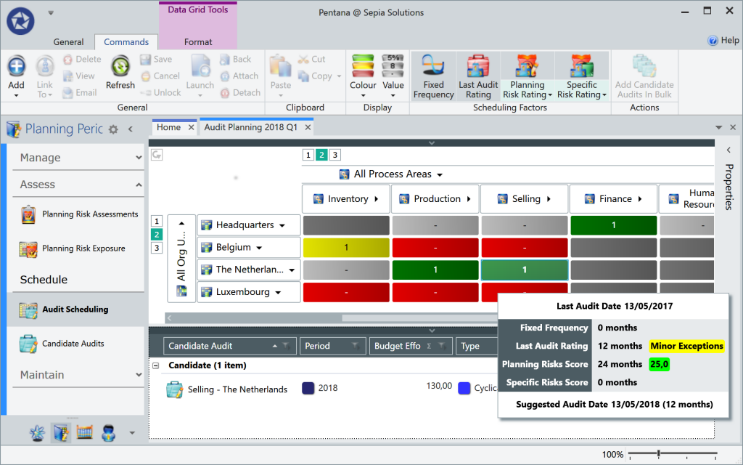 Data Grid Tools
Pentana @ Sepia Solutions
General
Commands
Format
Help
Add
Link
To
Delete
View
Email
Refresh
Save
Cancel
Unlock
Launch
Back
Attach
Detach
General
Paste
Cut
Copy
Clipboard
Colour
Value
Display
Fixed
Frequency
Last Audit
Rating
Planning
Risk Rating
Specific
Risk Rating
Scheduling Factors
Add Candidate
Audits In Bulk
Actions
Planning Peric
Home
Audit Planning 2018 Q1
Manage
Assess
Planning Risk Assessments
Planning Risk Exposure
Schedule
Audit Scheduling
Candidate Audits
Maintain
Properties
1 2 3
All Process Areas
Inventory
Production
Selling
Finance
Human
Resour
1
2
3
All Org U...
Headquarters - - 1 -
Belgium 1 - -
The Netherlan... - 1 1
Luxembourg - - -
Candidate Audit
Period
Budget Effo
Type
Candidate (1 item)
Selling - The Netherlands
2018
130,00
Cyclic
Last Audit Date 13/05/2017
Fixed Frequency 0 months
Last Audit Rating 12 months Minor Exceptions
Planning Risks Score 24 months 25,0
Specific Risks Score 0 months
Suggested Audit Date 13/05/2018 (12 months)
100%